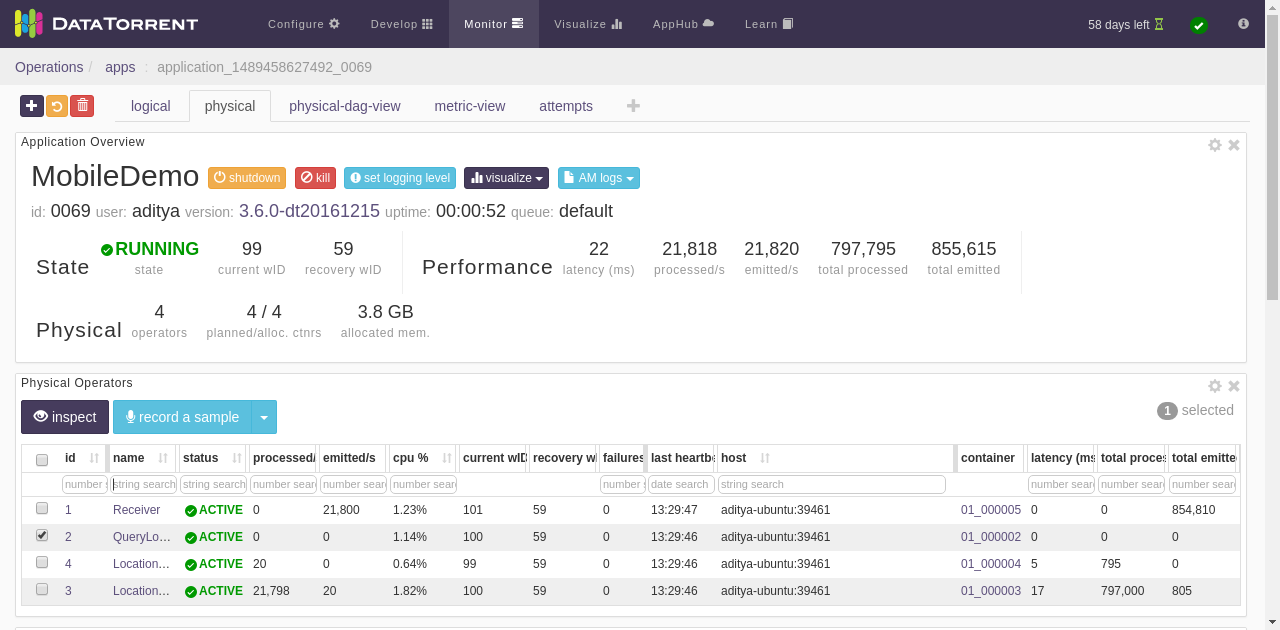 DATATORRENT Configure Develop Monitor Visualize AppHub Learn 58 days left
Operations / apps : application_1489458627492_0069
logical physical physical-dag-view metric-view attempts
Application Overview
MobileDemo shutdown kill set logging level visualize AM logs
id: 0069 user: aditya version: 3.6.0-dt20161215 uptime: 00:00:52 queue: default
State RUNNING state 99 current wID 59 recovery wID Performance 22 latency (ms) 21,818 processed/s 21,820 emitted/s 797,795 total processed 855,615 total emitted
Physical 4 operators 4 / 4 planned/alloc. ctnrs 3.8 GB allocated mem.
Physical Operators
inspect record a sample 1 selected
id name status processed/ emitted/s cpu % current wID recovery w failures last heartbe host container latency (ms total proces total emitte
number string search string search number sear number sear number sear number date search string search number sear number sear number sear
1 Receiver ACTIVE 0 21,800 1.23% 101 59 0 13:29:47 aditya-ubuntu:39461 01_000005 0 0 854,810
2 QueryLo... ACTIVE 0 0 1.14% 100 59 0 13:29:46 aditya-ubuntu:39461 01_000002 0 0 0
4 Location... ACTIVE 20 0 0.64% 99 59 0 13:29:46 aditya-ubuntu:39461 01_000004 5 795 0
3 Location... ACTIVE 21,798 20 1.82% 100 59 0 13:29:46 aditya-ubuntu:39461 01_000003 17 797,000 805